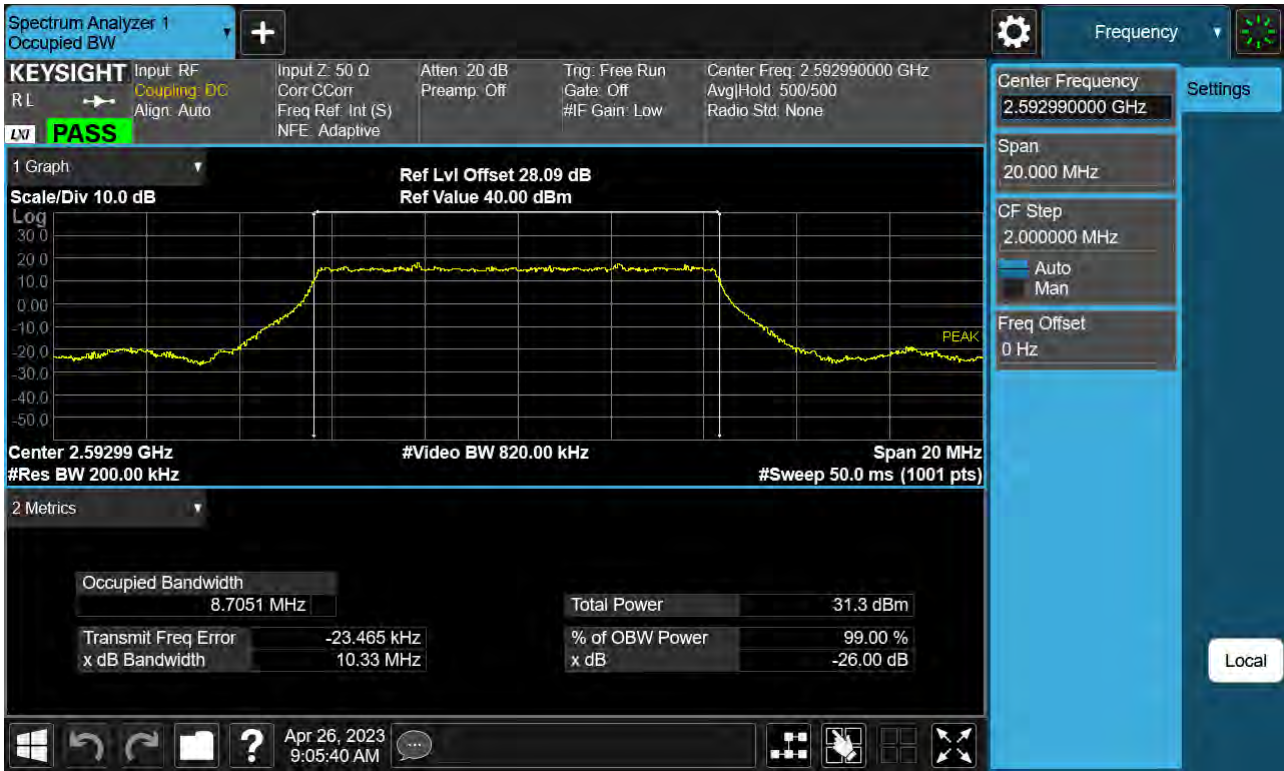 Spectrum Analyzer 1
Occupied BW
Frequency
KEYSIGHT
RL
LXI
PASS
Input: RF
Coupling: DC
Align: Auto
Input Z: 50 Ω
Corr CCorr
Freq Ref: Int (S)
NFE: Adaptive
Atten: 20 dB
Preamp: Off
Trig: Free Run
Gate: Off
#IF Gain: Low
Center Freq: 2.592990000 GHz
Avg|Hold: 500/500
Radio Std: None
Center Frequency
2.592990000 GHz
Settings
Span
20.000 MHz
CF Step
2.000000 MHz
Auto
Man
Freq Offset
0 Hz
Local
1 Graph
Ref Lvl Offset 28.09 dB
Scale/Div 10.0 dB
Ref Value 40.00 dBm
Log
30.0
20.0
10.0
0.00
-10.0
-20.0
-30.0
-40.0
-50.0
PEAK
Center 2.59299 GHz
#Video BW 820.00 kHz
Span 20 MHz
#Res BW 200.00 kHz
#Sweep 50.0 ms (1001 pts)
2 Metrics
Occupied Bandwidth
8.7051 MHz
Total Power 31.3 dBm
Transmit Freq Error -23.465 kHz
% of OBW Power 99.00 %
x dB Bandwidth 10.33 MHz
x dB -26.00 dB
Apr 26, 2023
9:05:40 AM